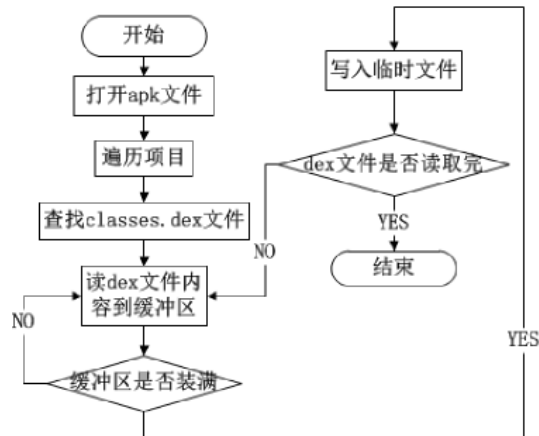 开始
打开apk文件
遍历项目
查找classes.dex文件
读dex文件内
容到缓冲区
NO
缓冲区是否装满
YES
写入临时文件
dex文件是否读取完
NO
YES
结束